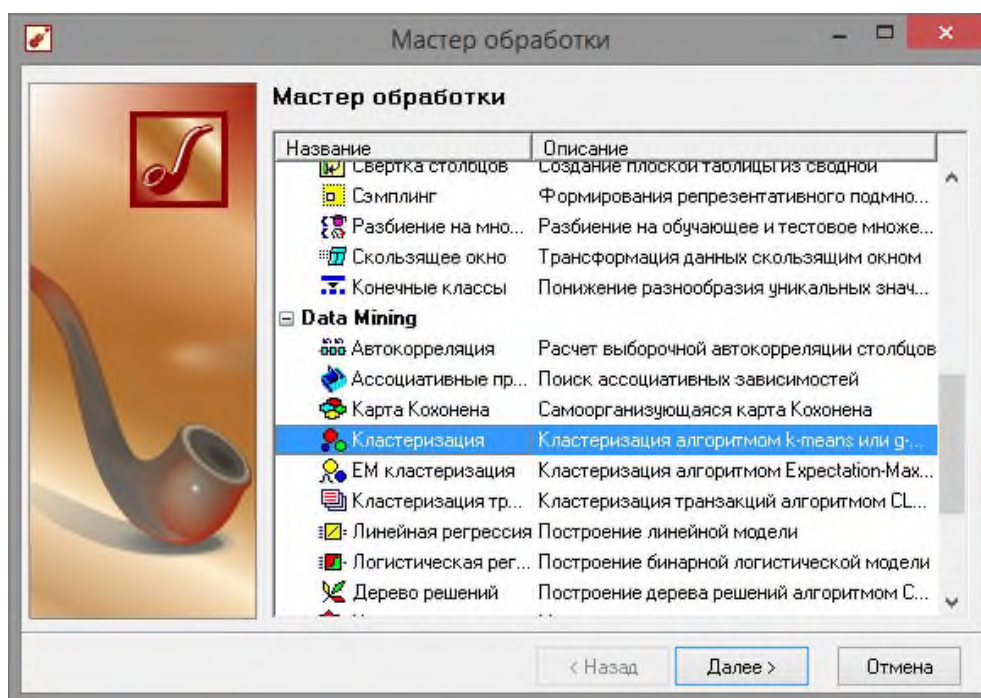 Мастер обработки
Мастер обработки
Название Описание
Свертка столбцов Создание плоской таблицы из сводной
Сэмплинг Формирования репрезентативного подмно...
Разбиение на мно... Разбиение на обучающее и тестовое множе...
Скользящее окно Трансформация данных скользящим окном
Конечные классы Понижение разнообразия уникальных знач...
Data Mining
Автокорреляция Расчет выборочной автокорреляции столбцов
Ассоциативные пр... Поиск ассоциативных зависимостей
Карта Кохонена Самоорганизующаяся карта Кохонена
Кластеризация Кластеризация алгоритмом k-means или g-...
EM кластеризация Кластеризация алгоритмом Expectation-Max...
Кластеризация тр... Кластеризация транзакций алгоритмом CL...
Линейная регрессия Построение линейной модели
Логистическая рег... Построение бинарной логистической модели
Дерево решений Построение дерева решений алгоритмом C...
< Назад Далее > Отмена